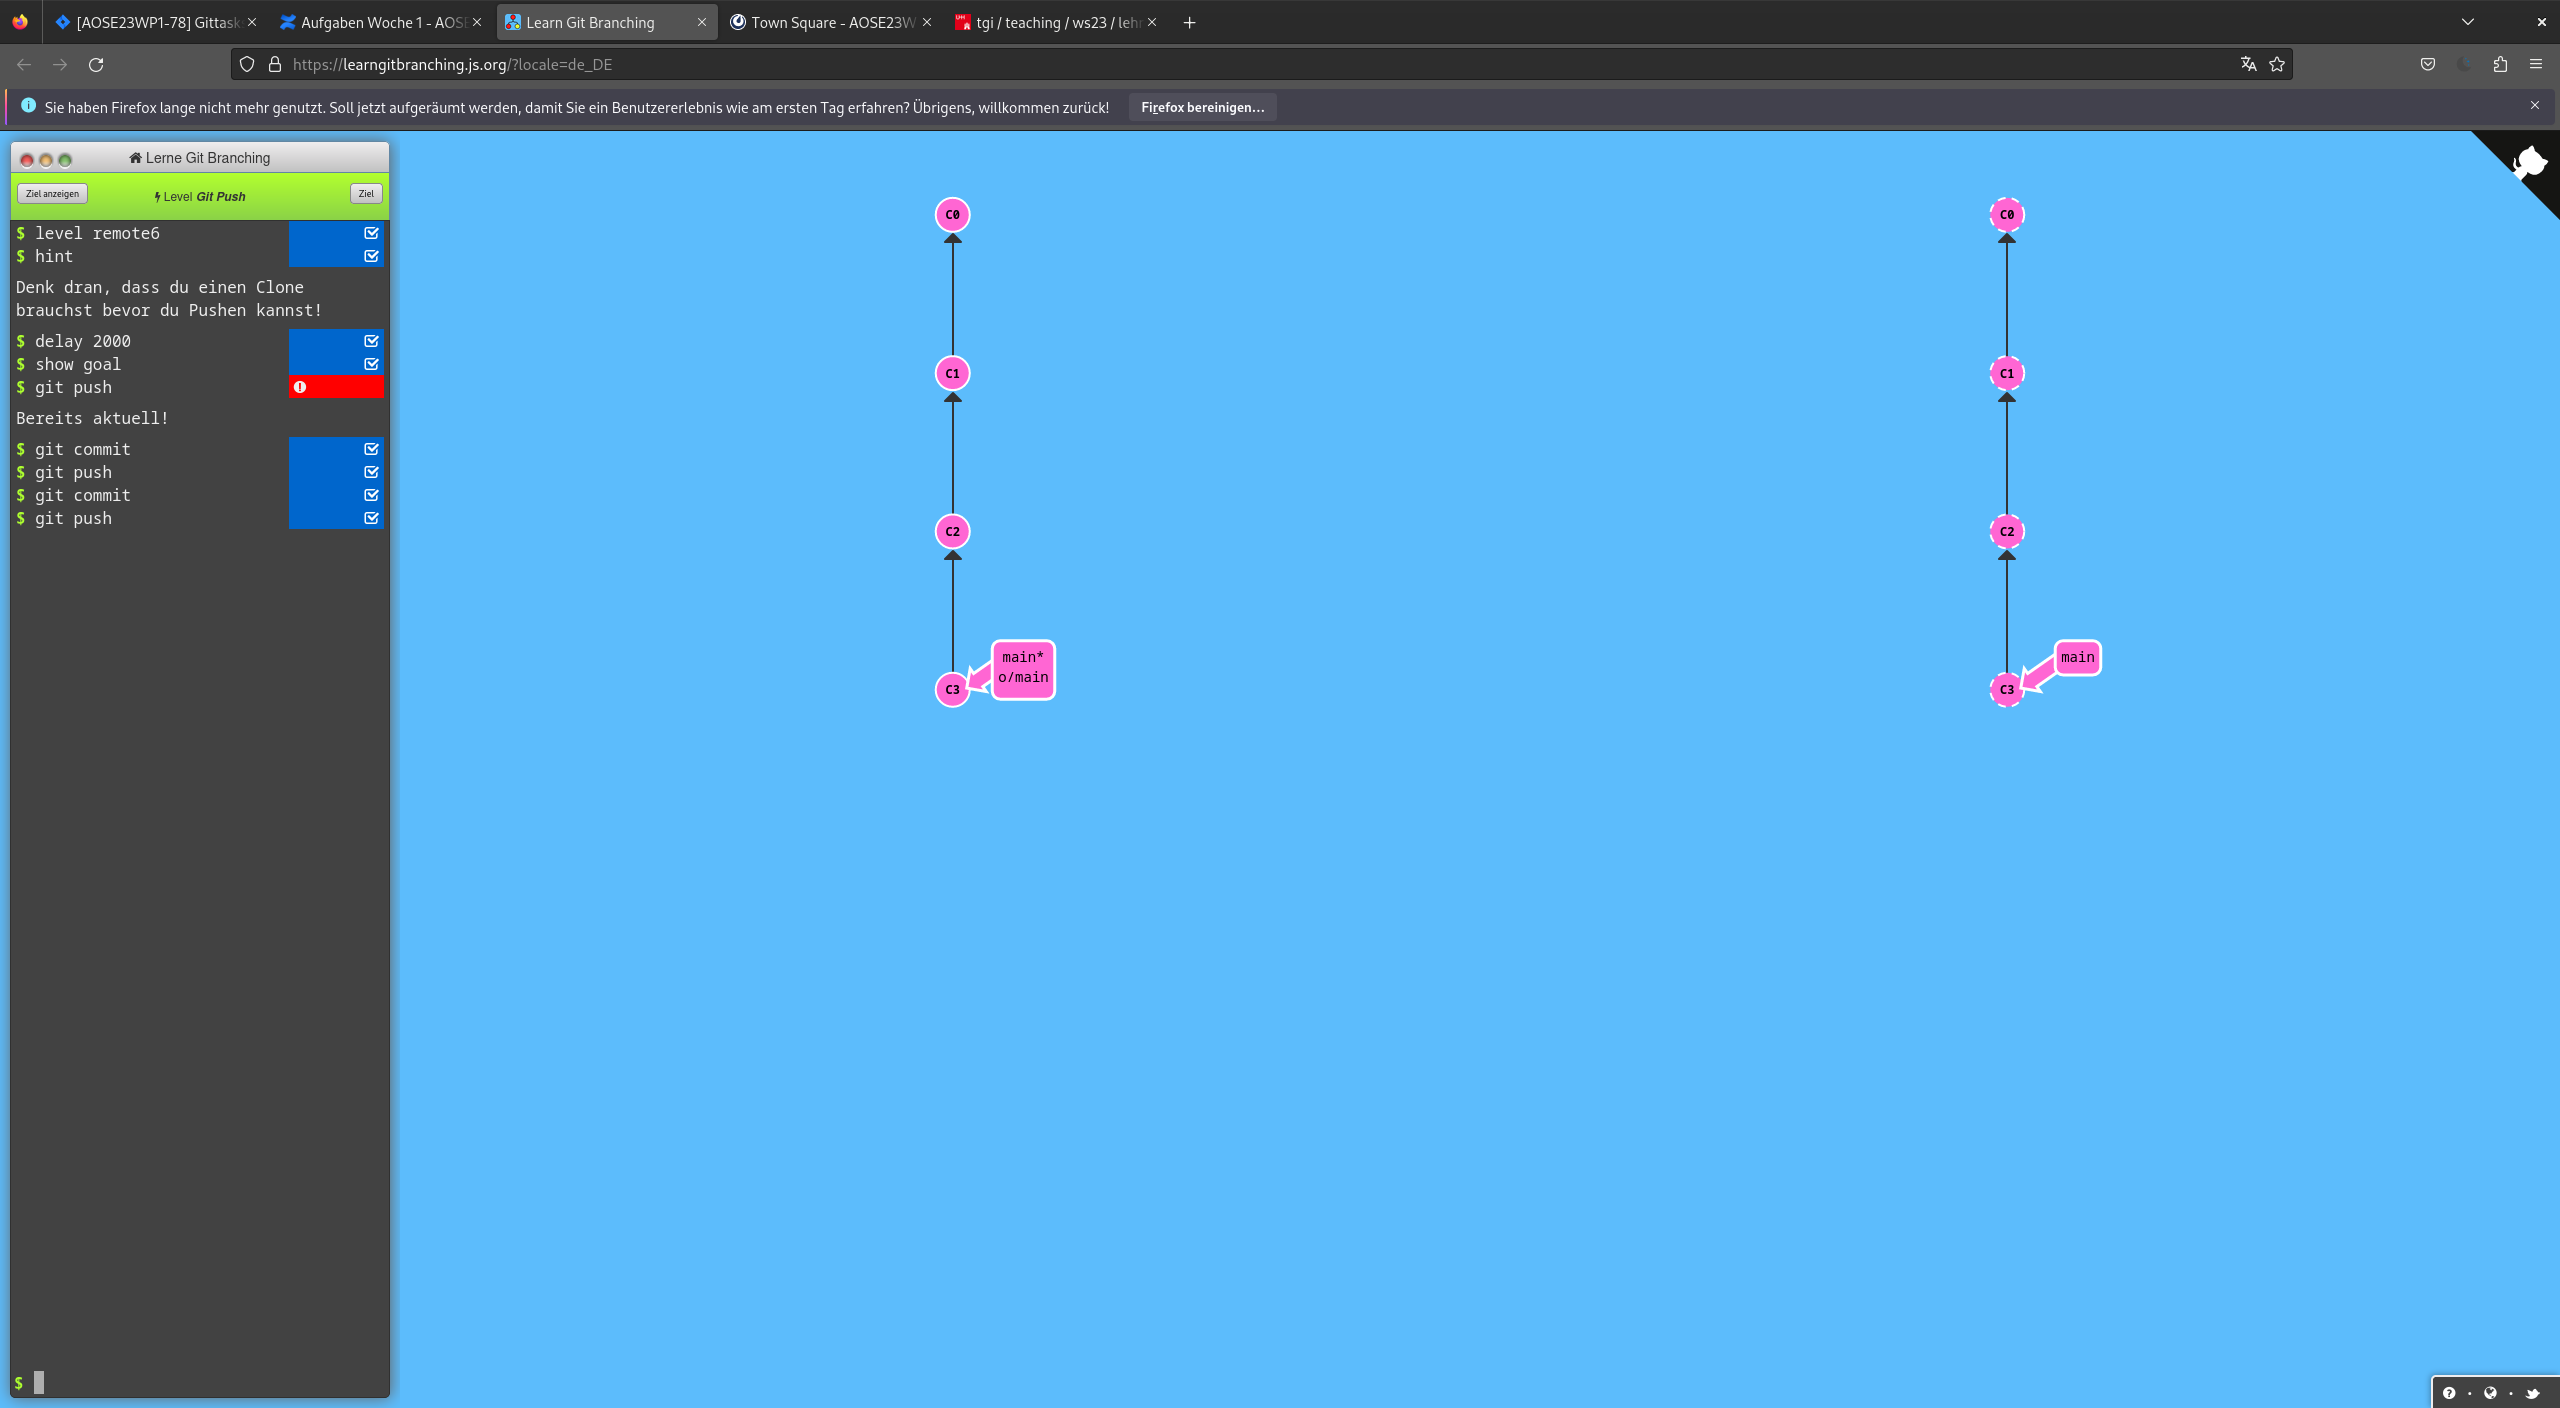 [AOSE23WP1-78] Gittask
Aufgaben Woche 1 - AOSE
Learn Git Branching
Town Square - AOSE23W
tgi / teaching / ws23 / lehr
https://learngitbranching.js.org/?locale=de_DE
Sie haben Firefox lange nicht mehr genutzt. Soll jetzt aufgeräumt werden, damit Sie ein Benutzererlebnis wie am ersten Tag erfahren? Übrigens, willkommen zurück!
Firefox bereinigen…
Lerne Git Branching
Ziel anzeigen
Level Git Push
Ziel
$ level remote6
$ hint
Denk dran, dass du einen Clone
brauchst bevor du Pushen kannst!
$ delay 2000
$ show goal
$ git push
Bereits aktuell!
$ git commit
$ git push
$ git commit
$ git push
$
C0
C1
C2
C3
main*
o/main
C0
C1
C2
C3
main